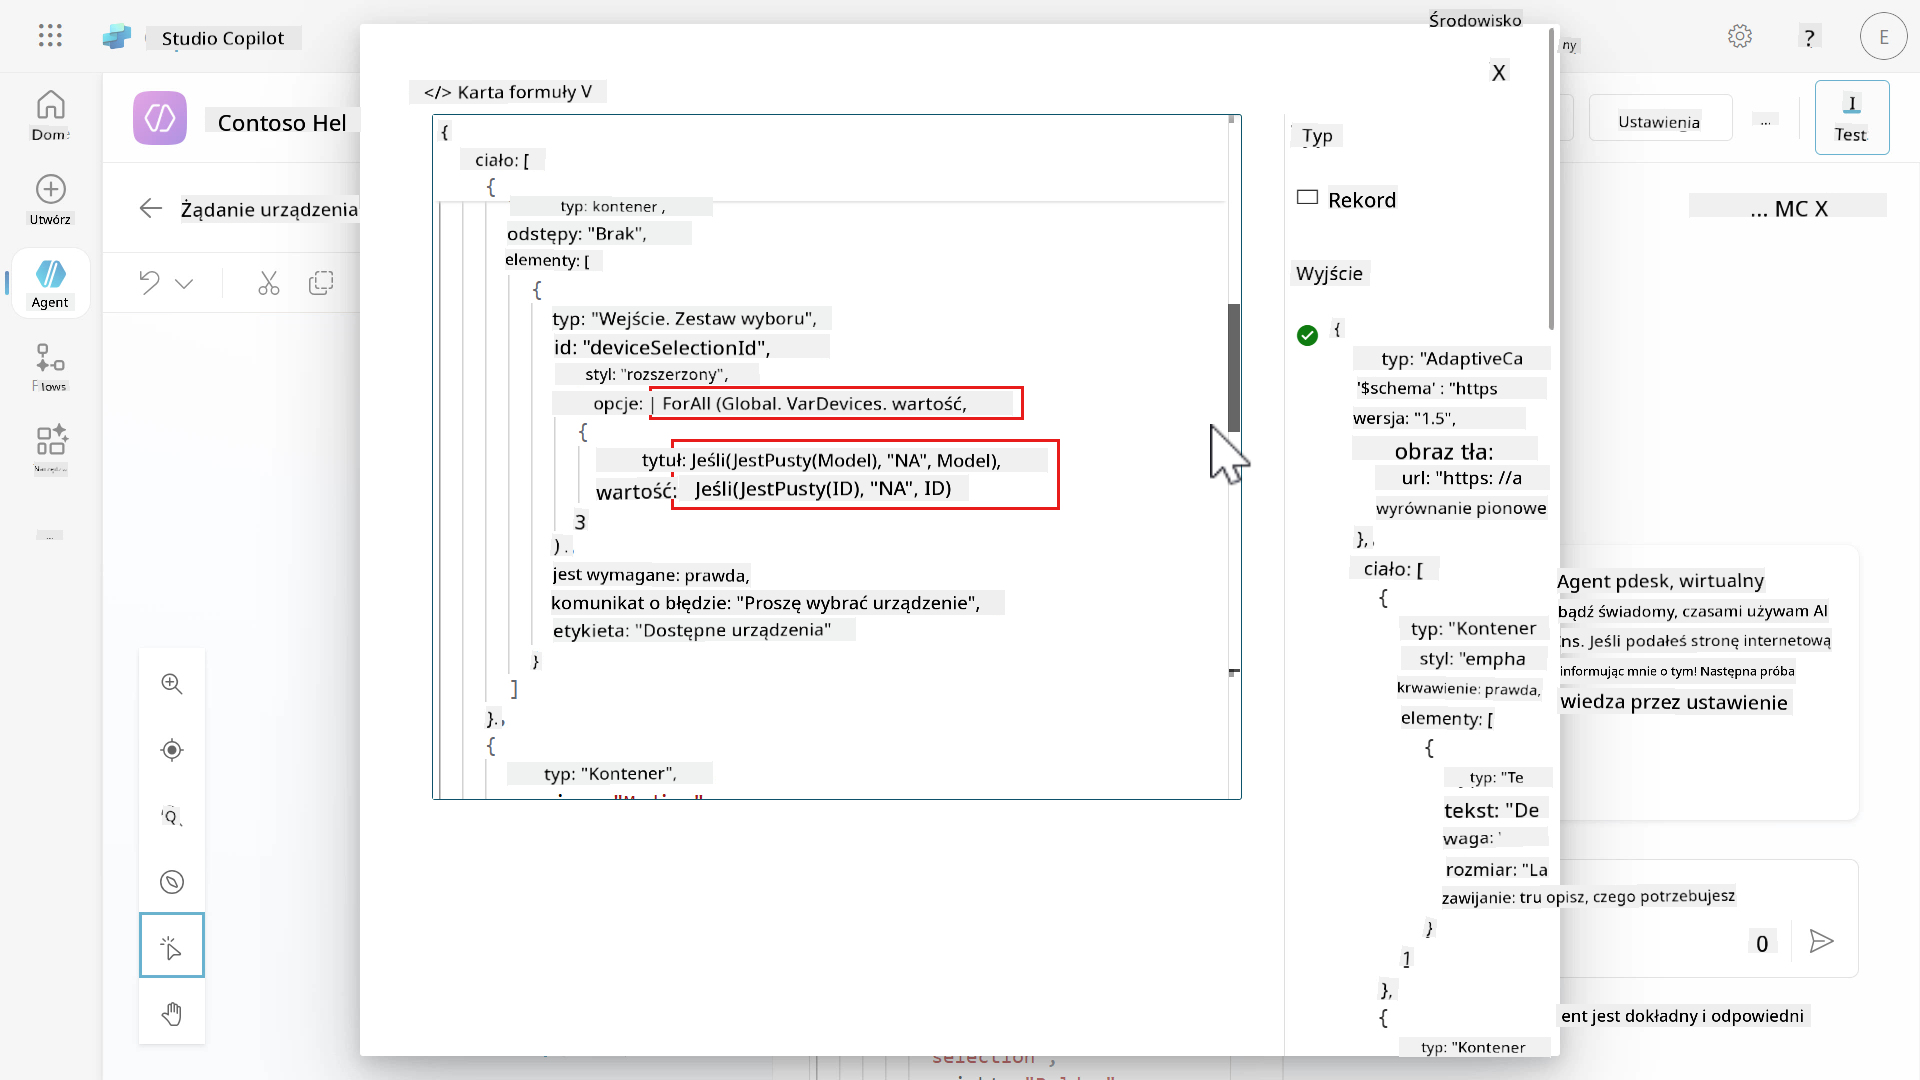 Środowisko
Studio Copilot
ny
?
E
X
</> Karta formuły V
Contoso Hel
Ustawienia
...
I
Test
Dom
Utwórz
Żądanie urządzenia
... MC X
Agent
Flows
...
{
ciało: [
{
typ: kontener,
odstępy: "Brak",
elementy: [
{
typ: "Wejście. Zestaw wyboru",
id: "deviceSelectionId",
styl: "rozszerzony",
opcje: | ForAll (Global. VarDevices. wartość,
{
tytuł: Jeśli(JestPusty(Model), "NA", Model),
wartość: Jeśli(JestPusty(ID), "NA", ID)
3
).
jest wymagane: prawda,
komunikat o błędzie: "Proszę wybrać urządzenie",
etykieta: "Dostępne urządzenia"
}
]
}.,
{
typ: "Kontener",
Typ
Rekord
Wyjście
{
typ: "AdaptiveCa
'$schema' : "https
wersja: "1.5",
obraz tła:
url: "https: //a
wyrównanie pionowe
},
ciało: [
{
typ: "Kontener
styl: "empha
krwawienie: prawda,
elementy: [
{
typ: "Te
tekst: "De
waga: '
rozmiar: "La
zawijanie: tru opisz, czego potrzebujesz
}
1
},
{
typ: "Kontener
Agent pdesk, wirtualny
bądź świadomy, czasami używam AI
ns. Jeśli podałeś stronę internetową
informując mnie o tym! Następna próba
wiedza przez ustawienie
0
ent jest dokładny i odpowiedni
selection",